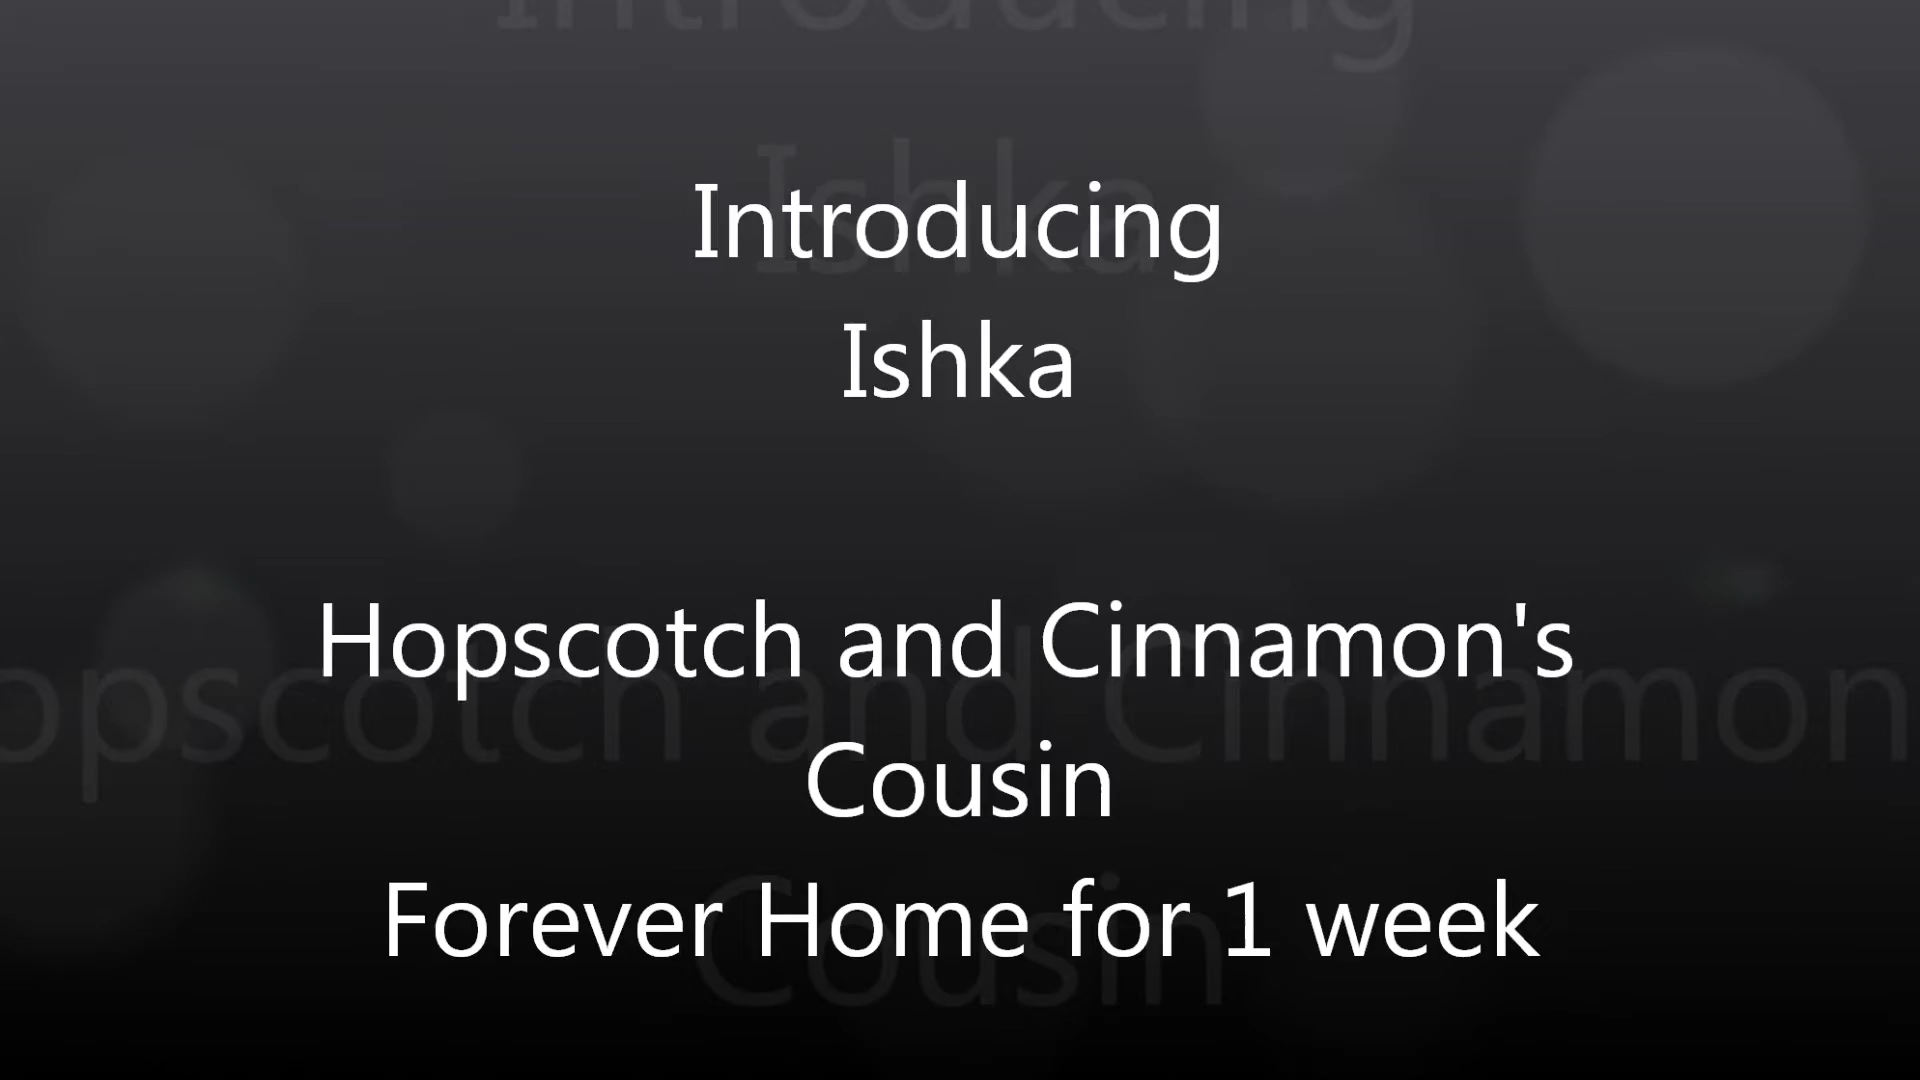 Introducing
Ishka
Hopscotch and Cinnamon's
Cousin
Forever Home for 1 week